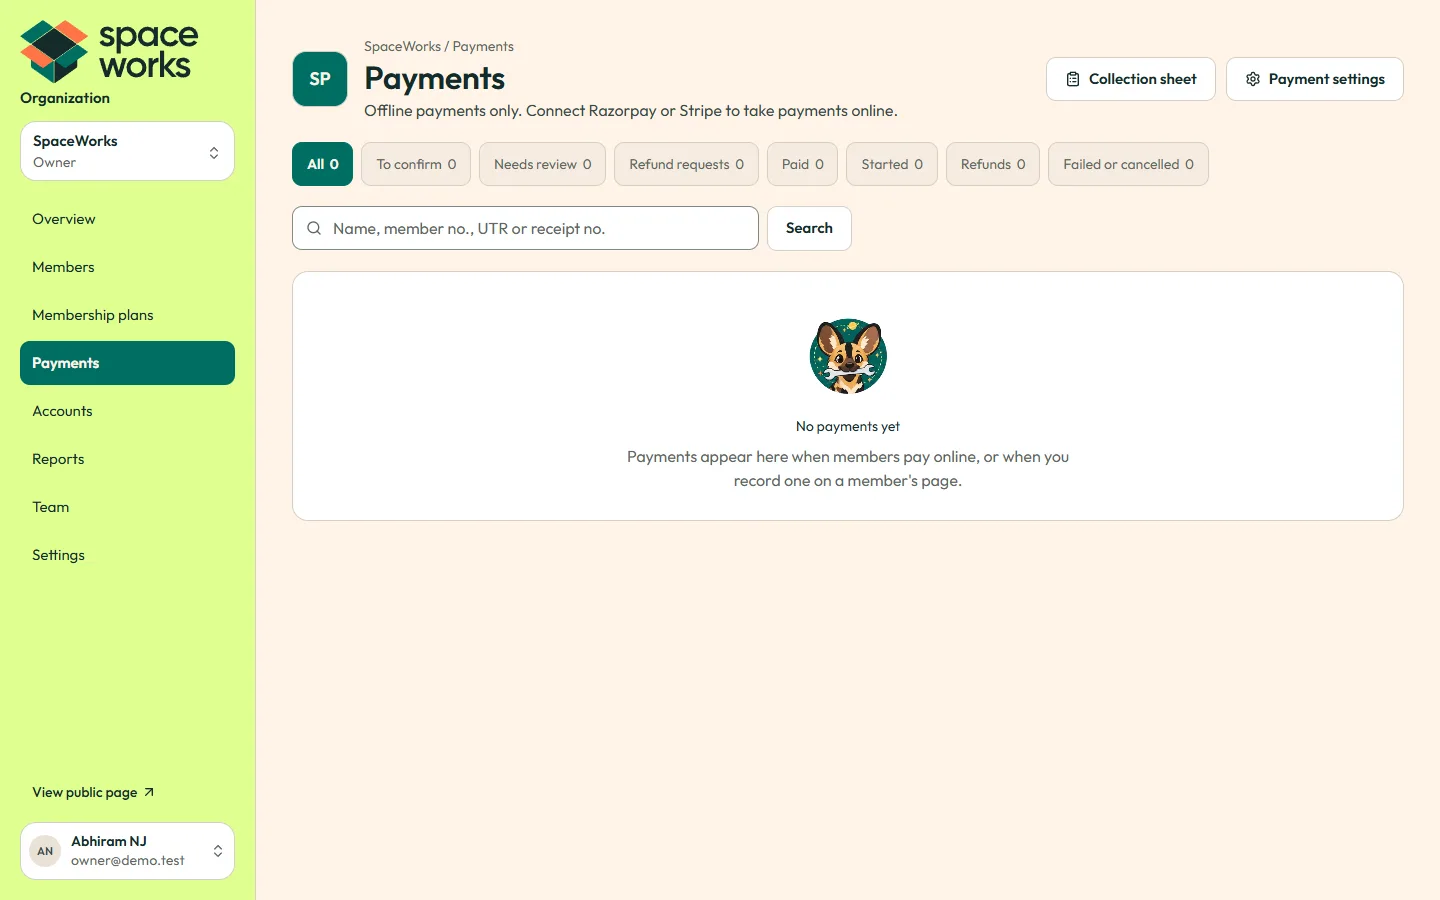 space
works
Organization
SpaceWorks
Owner
Overview
Members
Membership plans
Payments
Accounts
Reports
Team
Settings
View public page
AN
Abhiram NJ
owner@demo.test
SP
SpaceWorks / Payments
Payments
Offline payments only. Connect Razorpay or Stripe to take payments online.
Collection sheet
Payment settings
All 0
To confirm 0
Needs review 0
Refund requests 0
Paid 0
Started 0
Refunds 0
Failed or cancelled 0
Name, member no., UTR or receipt no.
Search
No payments yet
Payments appear here when members pay online, or when you
record one on a member's page.